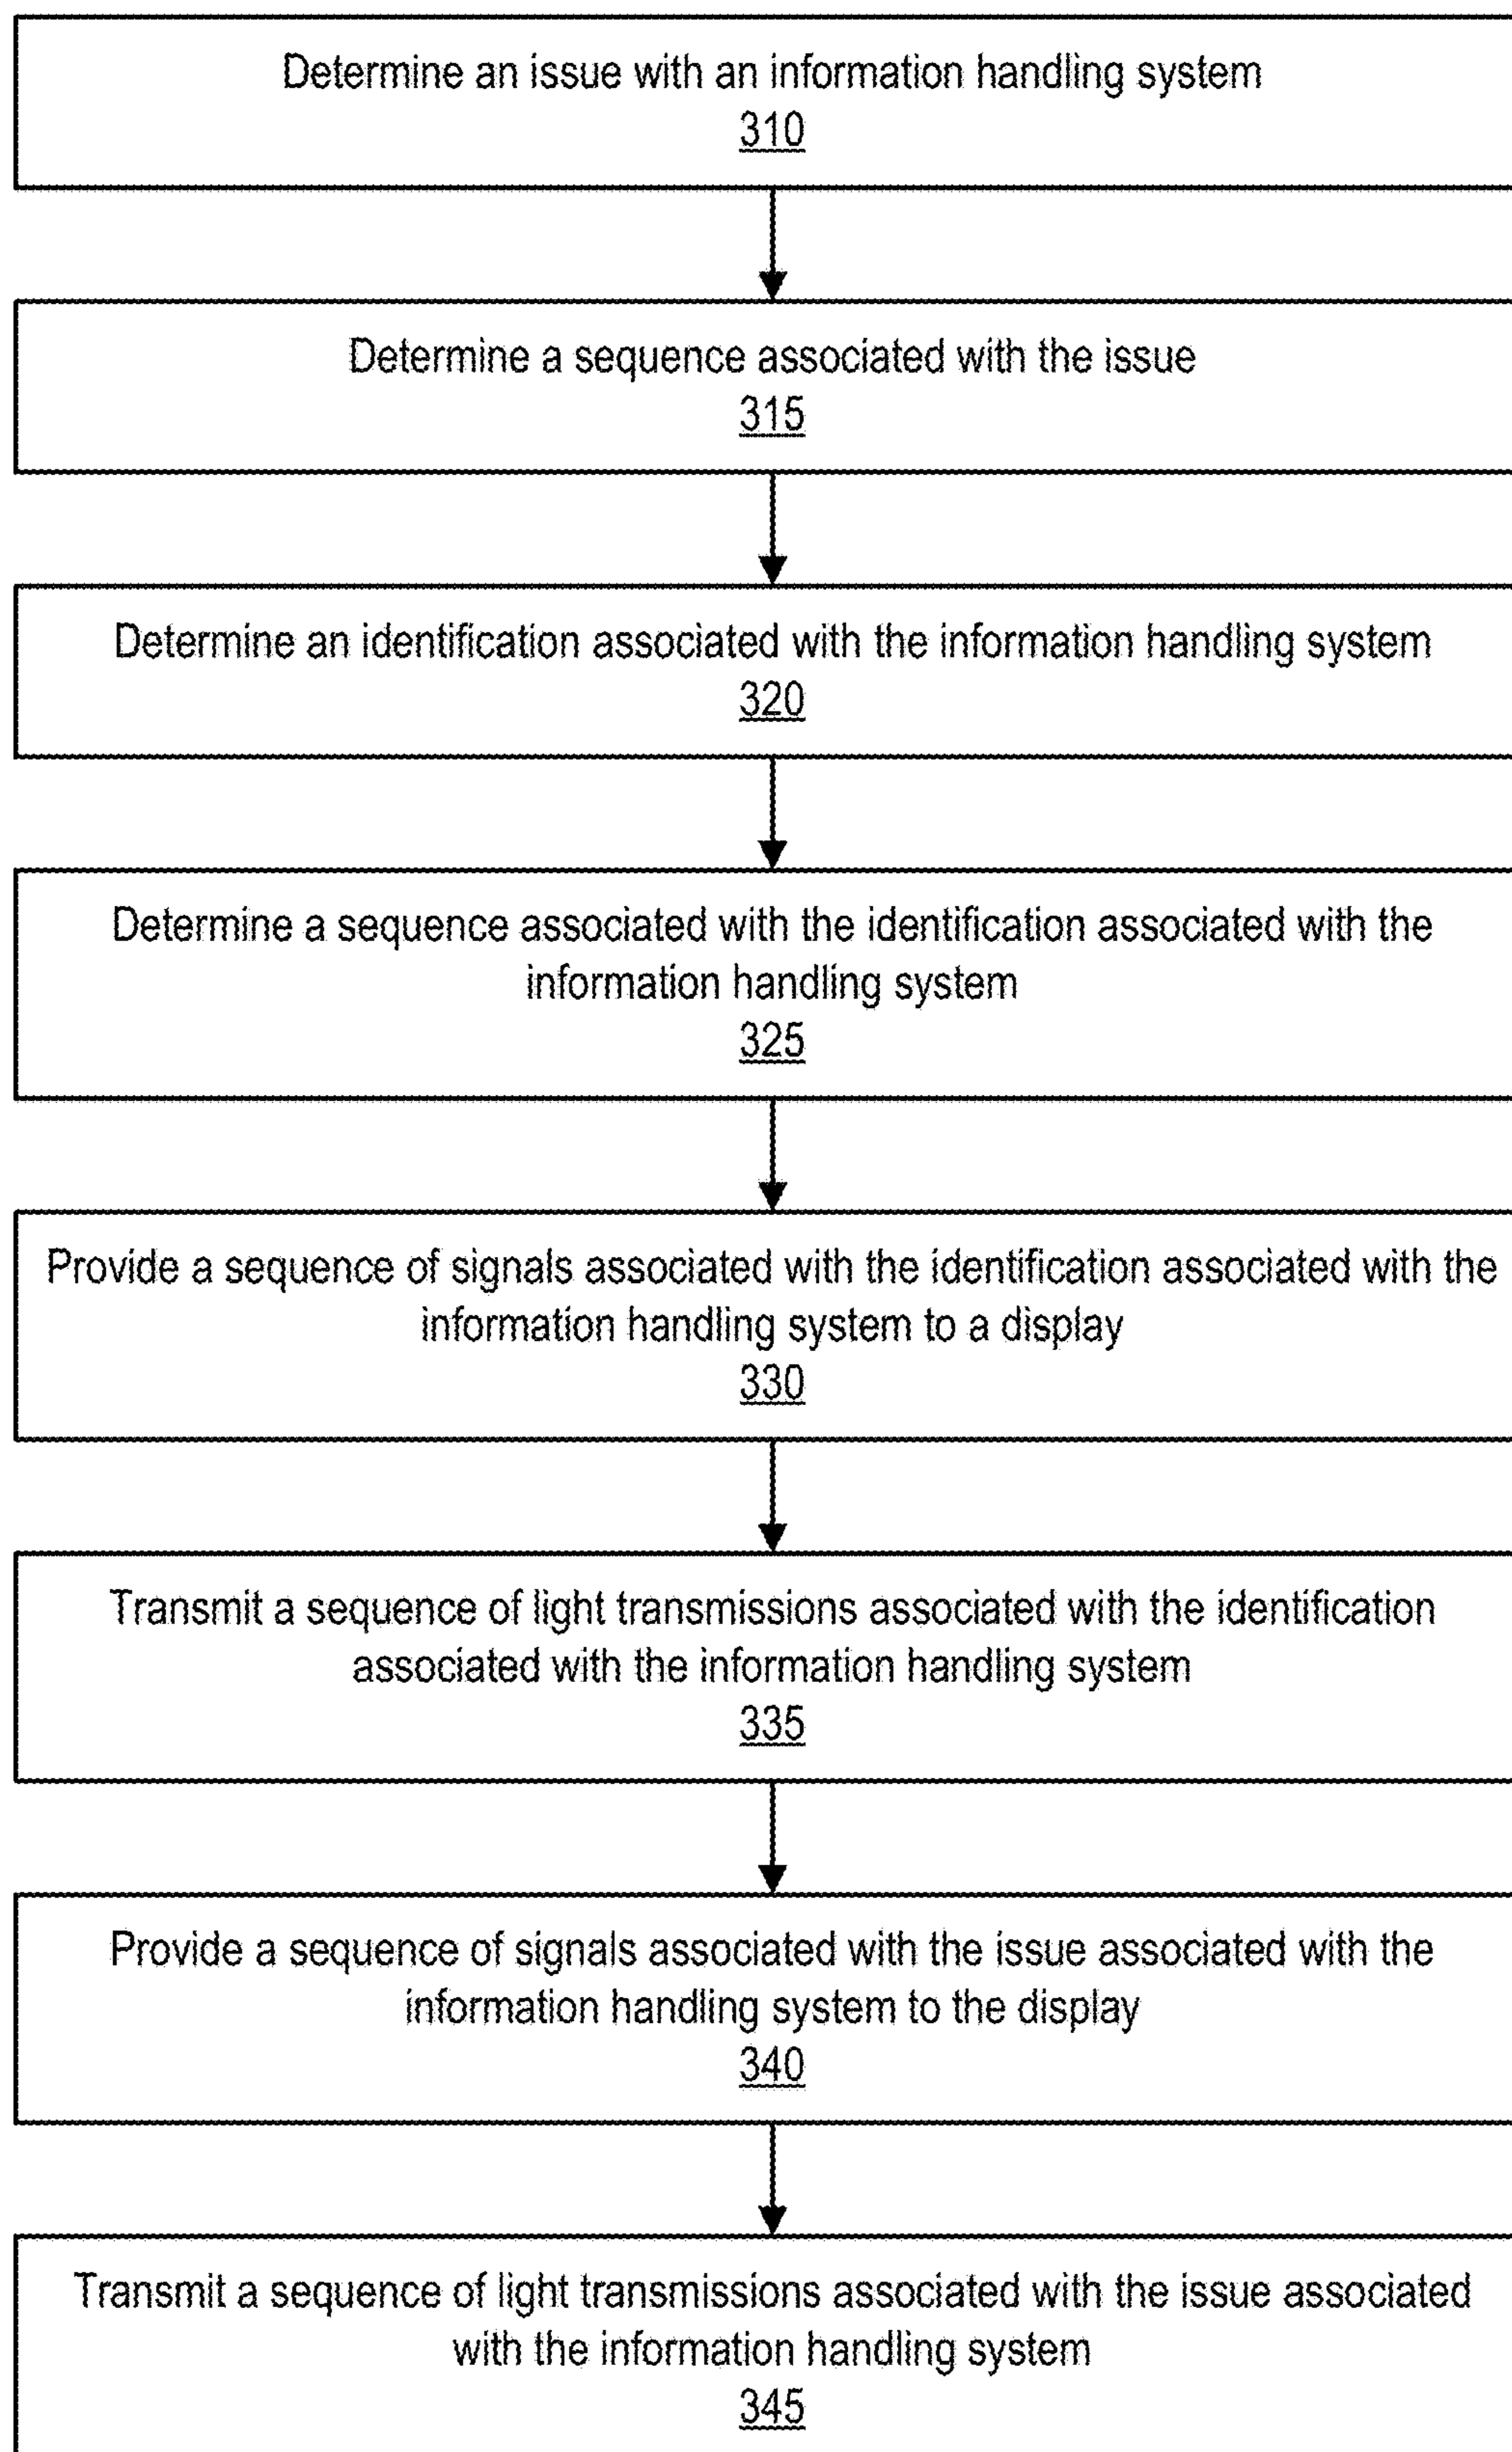 Determine an issue with an information handling system
310
Determine a sequence associated with the issue
315
Determine an identification associated with the information handling system
320
Determine a sequence associated with the identification associated with the
information handling system
325
Provide a sequence of signals associated with the identification associated with the
information handling system to a display
330
Transmit a sequence of light transmissions associated with the identification
associated with the information handling system
335
Provide a sequence of signals associated with the issue associated with the
information handling system to the display
340
Transmit a sequence of light transmissions associated with the issue associated
with the information handling system
345